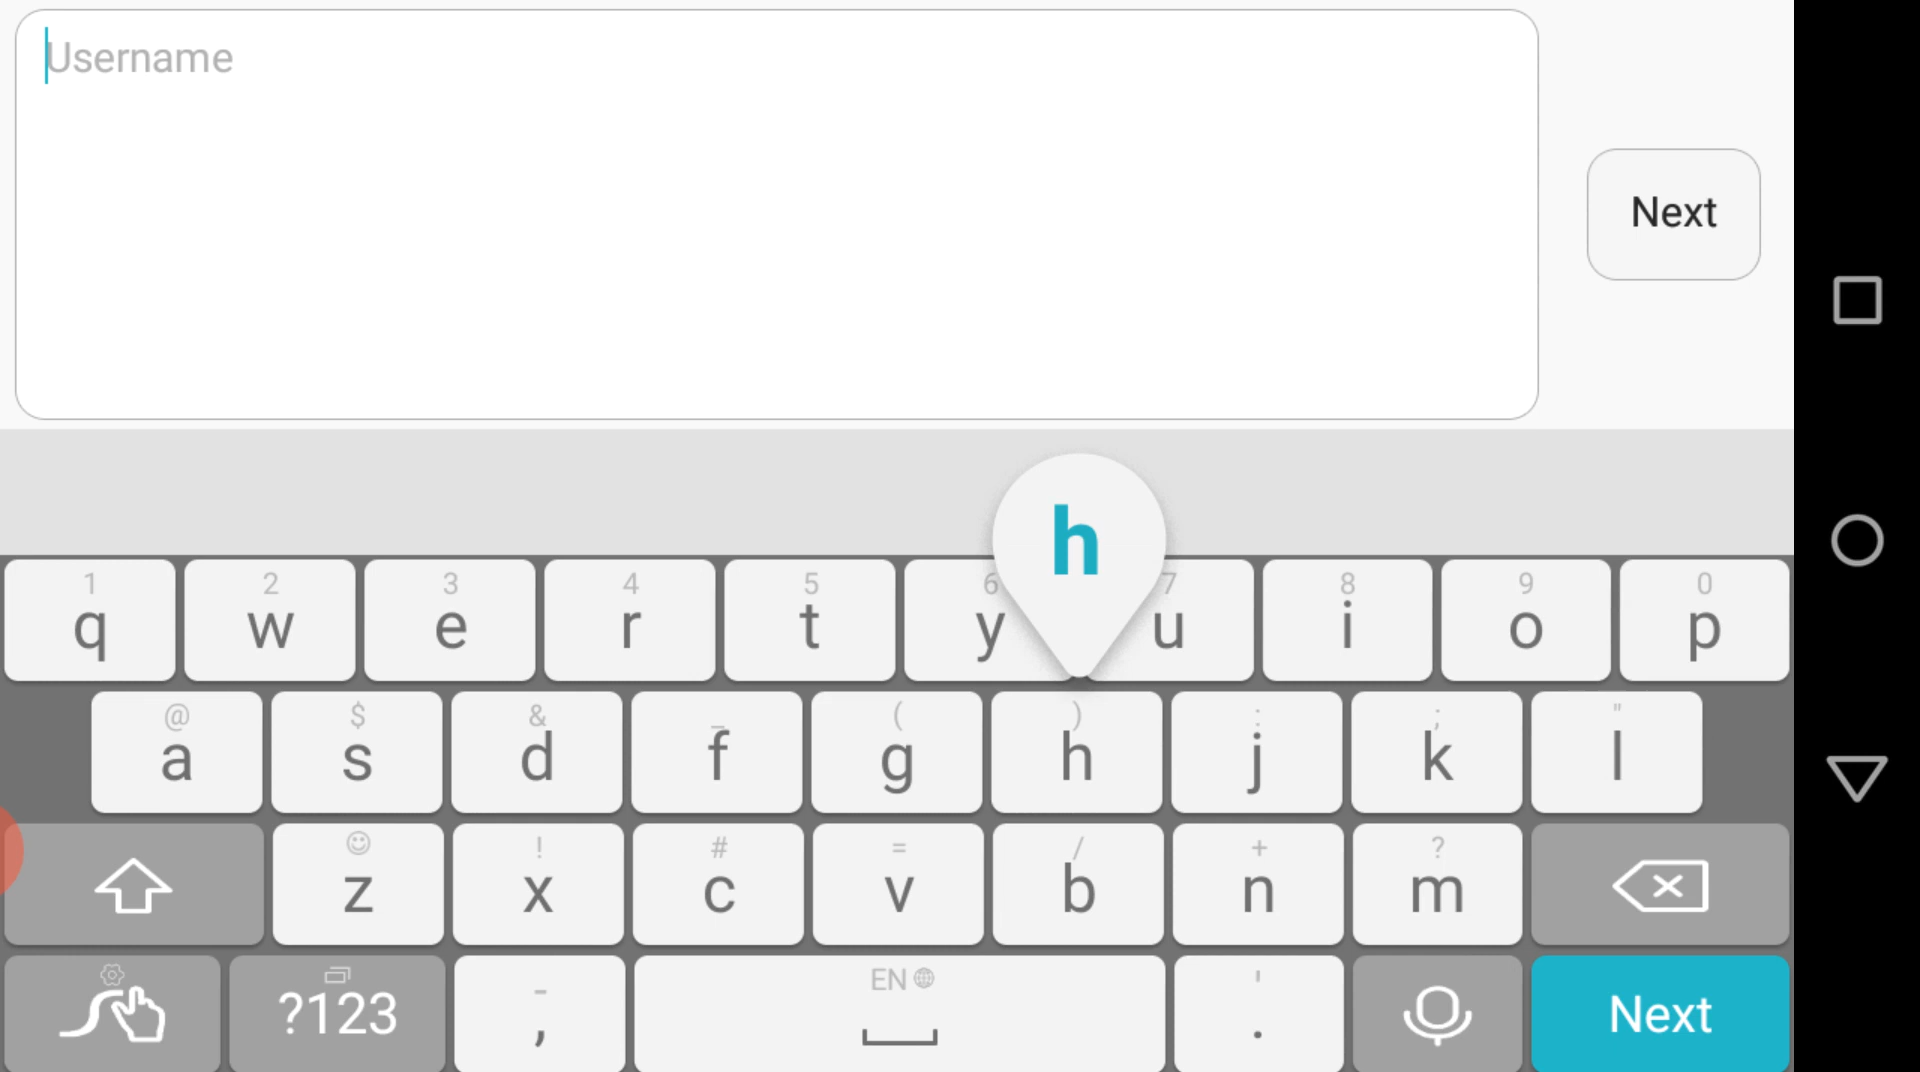 Username
Next
h
1 2 3 4 5 6 7 8 9 0
q w e r t y u i o p
@ $ & _ ( ) : ; "
a s d f g h j k l
! # = / + ?
z x c v b n m
- EN '
?123 , . Next